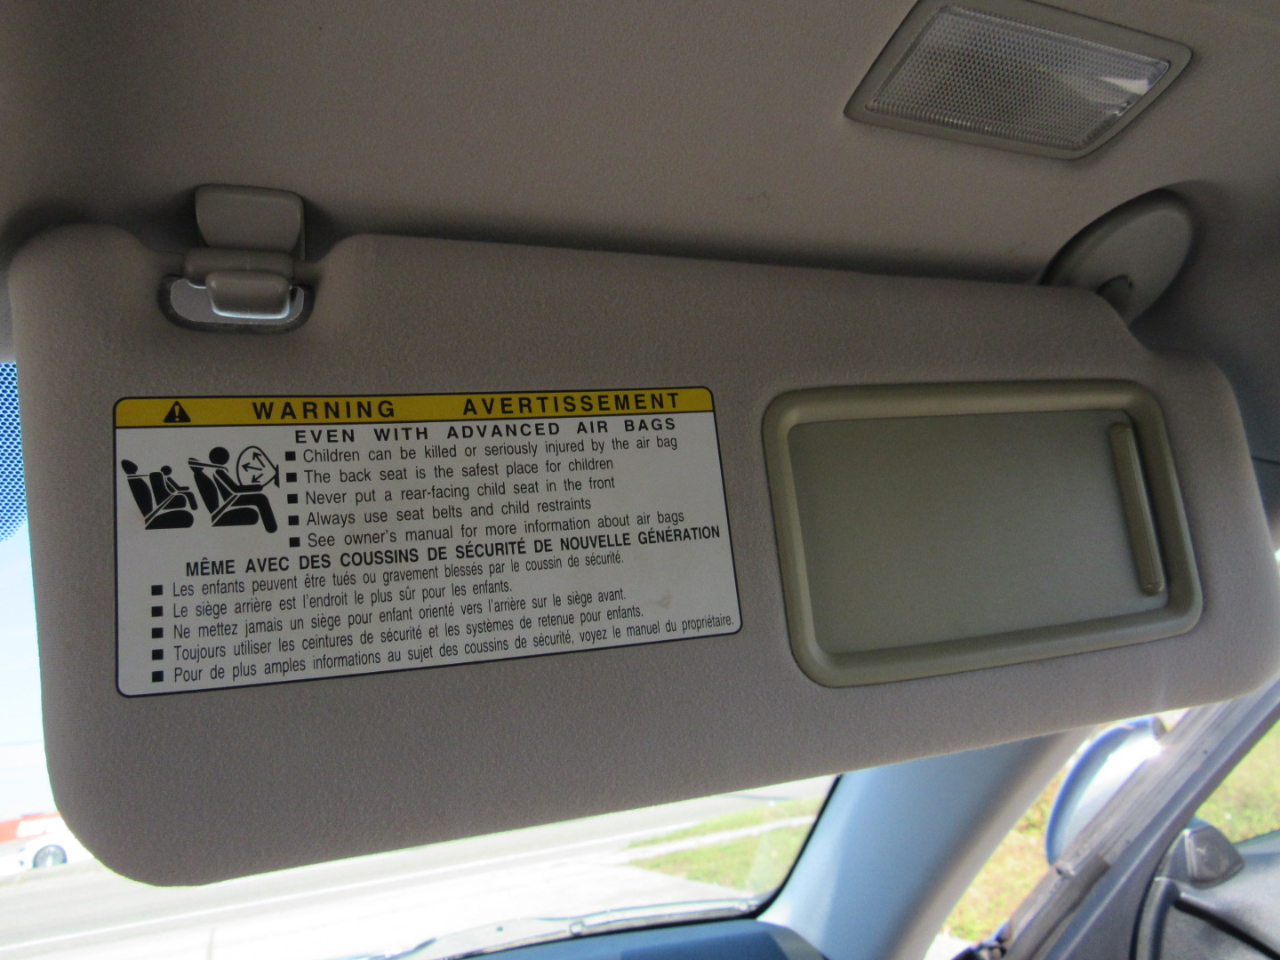 WARNING AVERTISSEMENT
EVEN WITH ADVANCED AIR BAGS
■ Children can be killed or seriously injured by the air bag
■ The back seat is the safest place for children
■ Never put a rear-facing child seat in the front
■ Always use seat belts and child restraints
■ See owner's manual for more information about air bags
MÊME AVEC DES COUSSINS DE SÉCURITÉ DE NOUVELLE GÉNÉRATION
■ Les enfants peuvent être tués ou gravement blessés par le coussin de sécurité.
■ Le siège arrière est l'endroit le plus sûr pour les enfants.
■ Ne mettez jamais un siège pour enfant orienté vers l'arrière sur le siège avant.
■ Toujours utiliser les ceintures de sécurité et les systèmes de retenue pour enfants.
■ Pour de plus amples informations au sujet des coussins de sécurité, voyez le manuel du propriétaire.